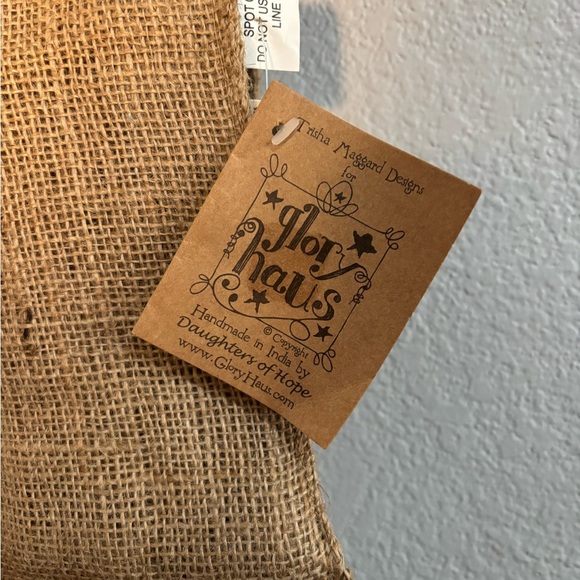 SPOT
DO NOT US
LINE
Trisha Maggard Designs
for
glory
haus
© Copyright
Handmade in India by
Daughters of Hope
www.GloryHaus.com